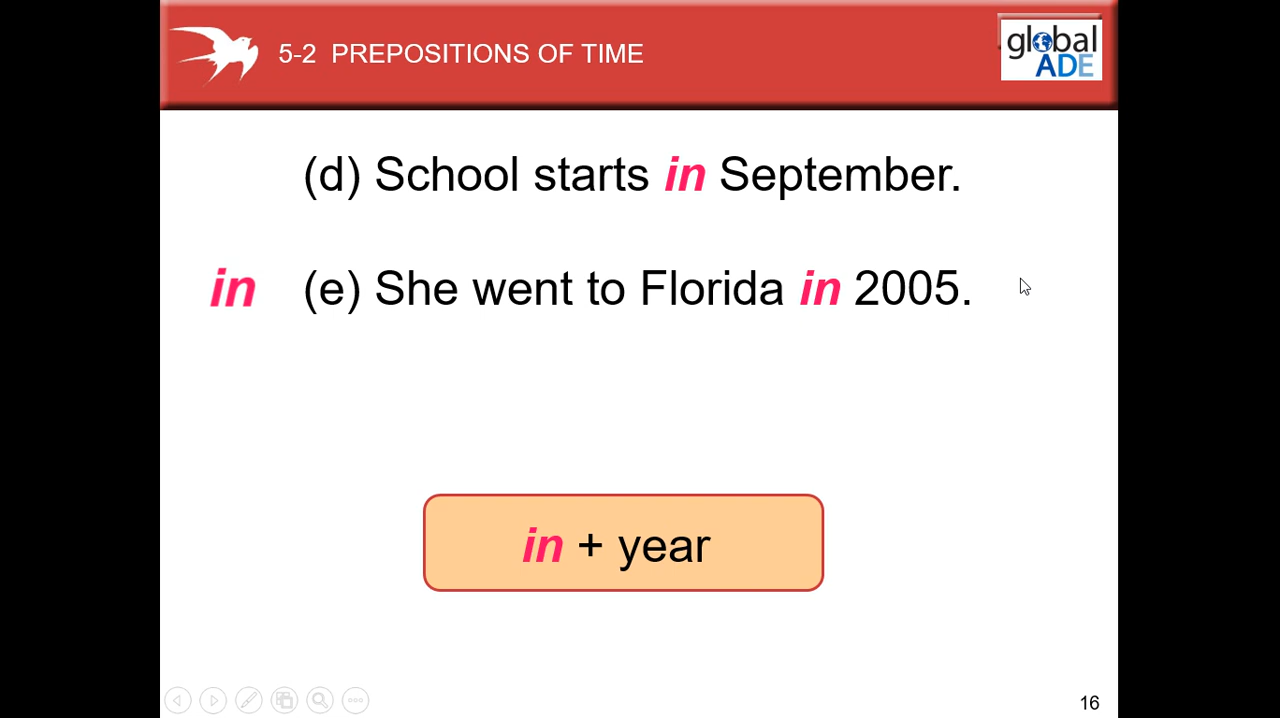 5-2 PREPOSITIONS OF TIME
global
ADE
(d) School starts in September.
in (e) She went to Florida in 2005.
in + year
16